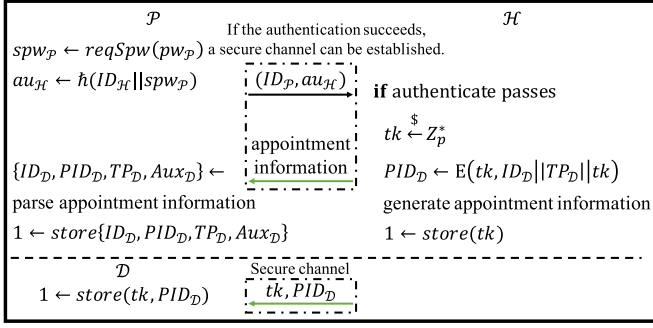 𝒫
If the authentication succeeds,
a secure channel can be established.
ℋ
spw_𝒫 ← reqSpw(pw_𝒫)
au_ℋ ← ℏ(ID_ℋ||spw_𝒫)
(ID_𝒫, au_ℋ)
if authenticate passes
tk ←$ Z_p^*
appointment
information
{ID_𝒟, PID_𝒟, TP_𝒟, Aux_𝒟} ←
PID_𝒟 ← E(tk, ID_𝒟||TP_𝒟||tk)
parse appointment information
generate appointment information
1 ← store{ID_𝒟, PID_𝒟, TP_𝒟, Aux_𝒟}
1 ← store(tk)
𝒟
Secure channel
1 ← store(tk, PID_𝒟)
tk, PID_𝒟